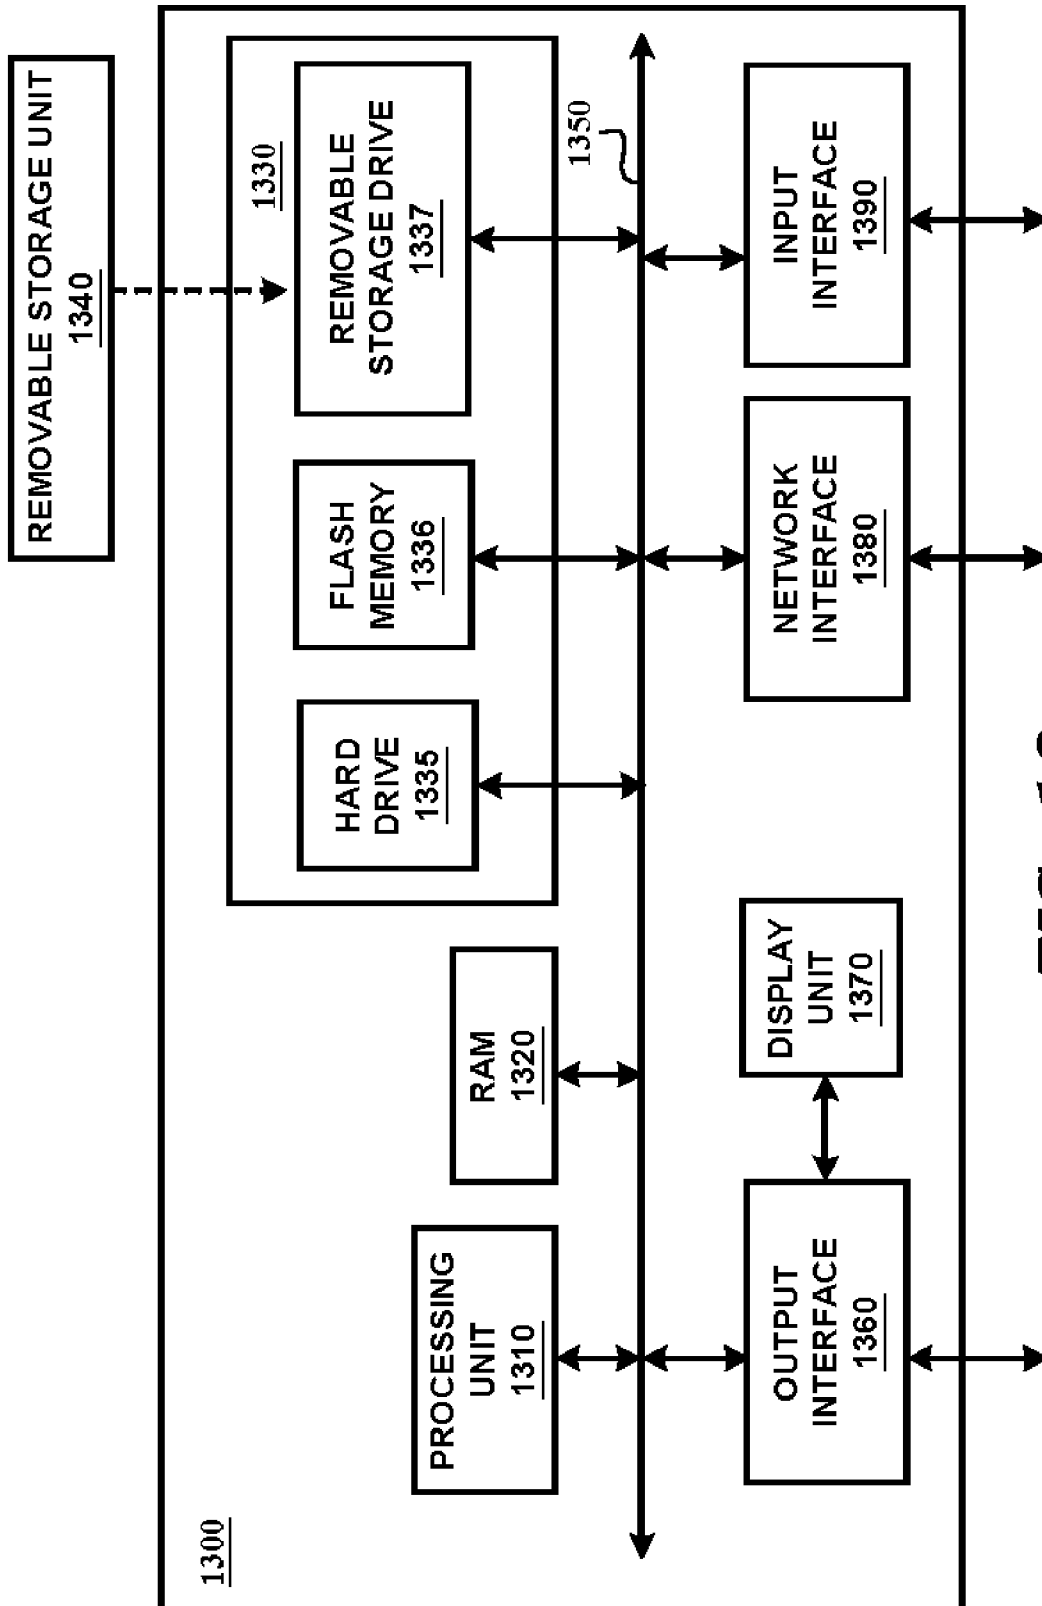 REMOVABLE STORAGE UNIT
1340
1300
1330
HARD
DRIVE
1335
FLASH
MEMORY
1336
REMOVABLE
STORAGE DRIVE
1337
PROCESSING
UNIT
1310
RAM
1320
1350
OUTPUT
INTERFACE
1360
DISPLAY
UNIT
1370
NETWORK
INTERFACE
1380
INPUT
INTERFACE
1390